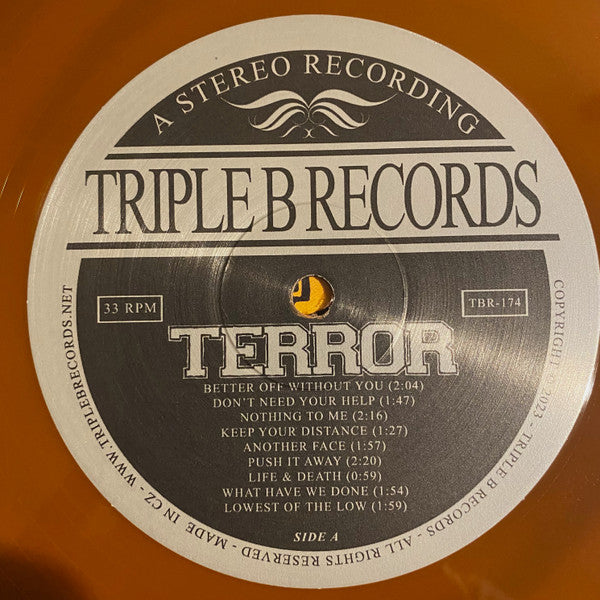 A STEREO RECORDING
TRIPLE B RECORDS
33 RPM
TBR-174
TERROR
BETTER OFF WITHOUT YOU (2:04)
DON'T NEED YOUR HELP (1:47)
NOTHING TO ME (2:16)
KEEP YOUR DISTANCE (1:27)
ANOTHER FACE (1:57)
PUSH IT AWAY (2:20)
LIFE & DEATH (0:59)
WHAT HAVE WE DONE (1:54)
LOWEST OF THE LOW (1:59)
SIDE A
COPYRIGHT © 2023 - TRIPLE B RECORDS - ALL RIGHTS RESERVED - MADE IN CZ - WWW.TRIPLEBRECORDS.NET